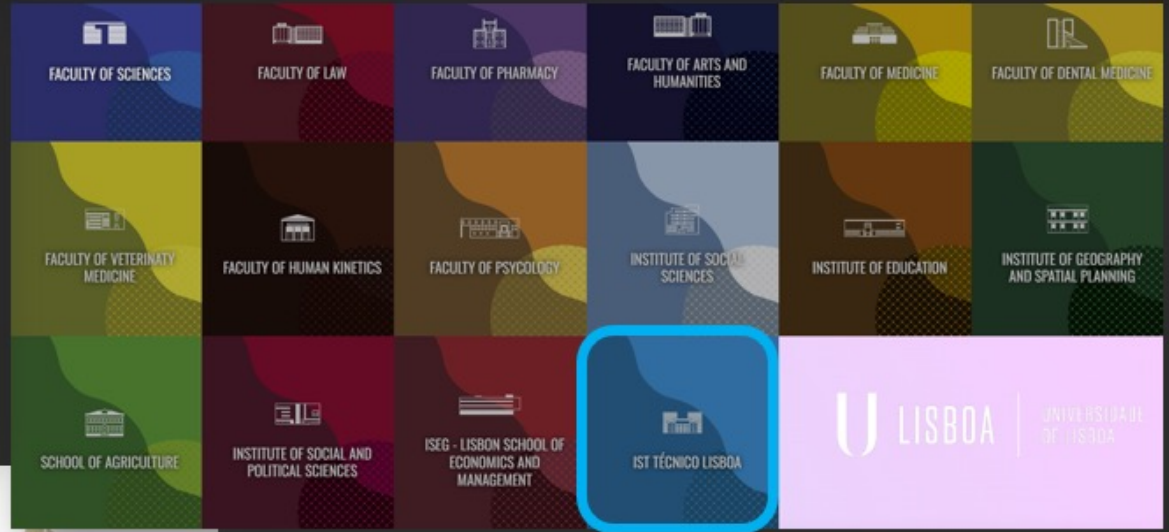 FACULTY OF SCIENCES
FACULTY OF LAW
FACULTY OF PHARMACY
FACULTY OF ARTS AND
HUMANITIES
FACULTY OF MEDICINE
FACULTY OF DENTAL MEDICINE
FACULTY OF VETERINATY
MEDICINE
FACULTY OF HUMAN KINETICS
FACULTY OF PSYCOLOGY
INSTITUTE OF SOCIAL
SCIENCES
INSTITUTE OF EDUCATION
INSTITUTE OF GEOGRAPHY
AND SPATIAL PLANNING
SCHOOL OF AGRICULTURE
INSTITUTE OF SOCIAL AND
POLITICAL SCIENCES
ISEG - LISBON SCHOOL OF
ECONOMICS AND
MANAGEMENT
IST TÉCNICO LISBOA
U LISBOA
UNIVERSIDADE
DE LISBOA